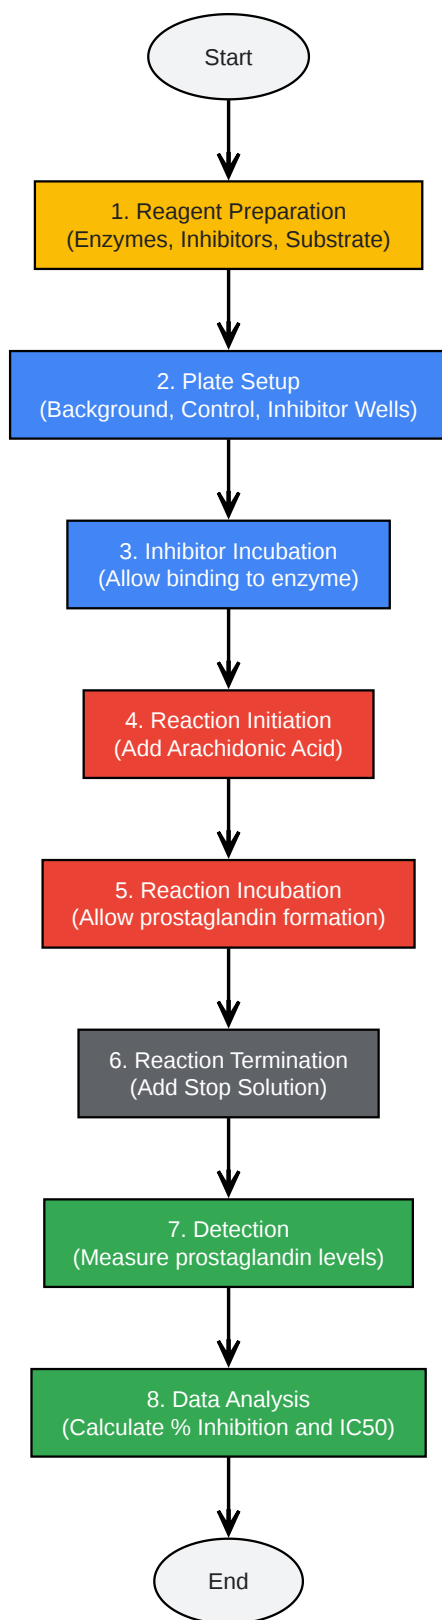 Start
1. Reagent Preparation
(Enzymes, Inhibitors, Substrate)
2. Plate Setup
(Background, Control, Inhibitor Wells)
3. Inhibitor Incubation
(Allow binding to enzyme)
4. Reaction Initiation
(Add Arachidonic Acid)
5. Reaction Incubation
(Allow prostaglandin formation)
6. Reaction Termination
(Add Stop Solution)
7. Detection
(Measure prostaglandin levels)
8. Data Analysis
(Calculate % Inhibition and IC50)
End